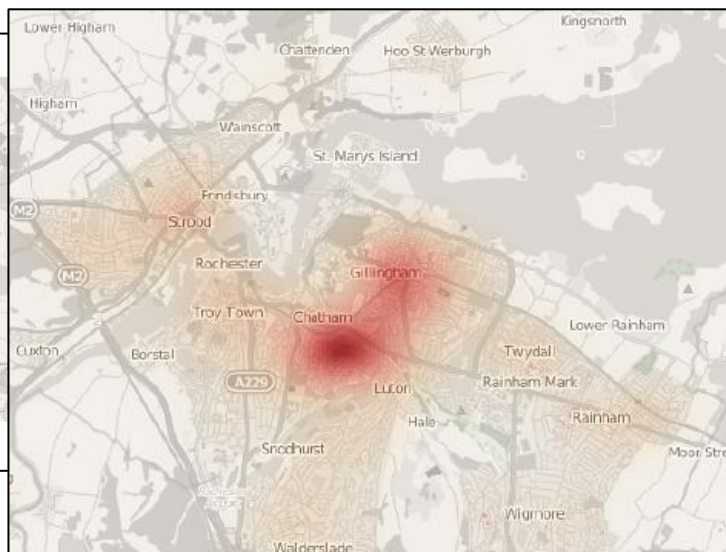 Lower Higham
Kingsnorth
Chattenden
Hoo St Werburgh
Higham
Wainscott
St. Marys Island
Frindsbury
M2
Strood
Rochester
Gillingham
M2
Troy Town
Chatham
Lower Rainham
Cuxton
Borstal
Twydall
A229
Luton
Rainham Mark
Hale
Rainham
Snodhurst
Moor Stre
Wigmore
Walderslade